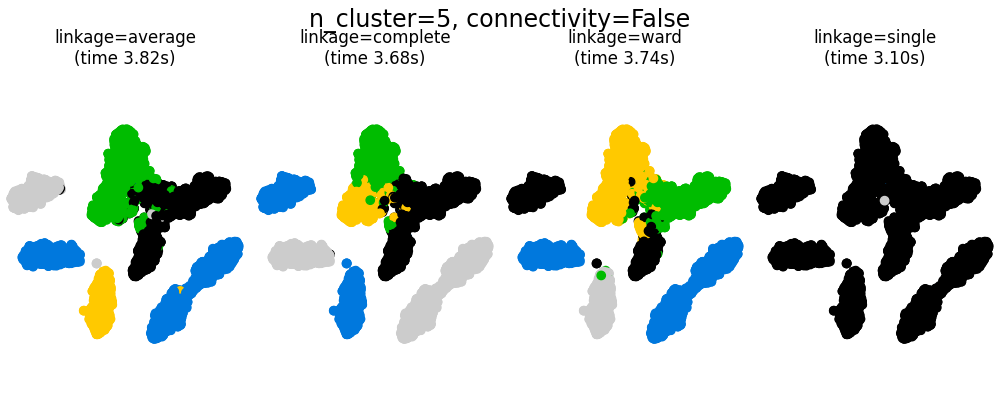 n_cluster=5, connectivity=False
linkage=average
(time 3.82s)
linkage=complete
(time 3.68s)
linkage=ward
(time 3.74s)
linkage=single
(time 3.10s)